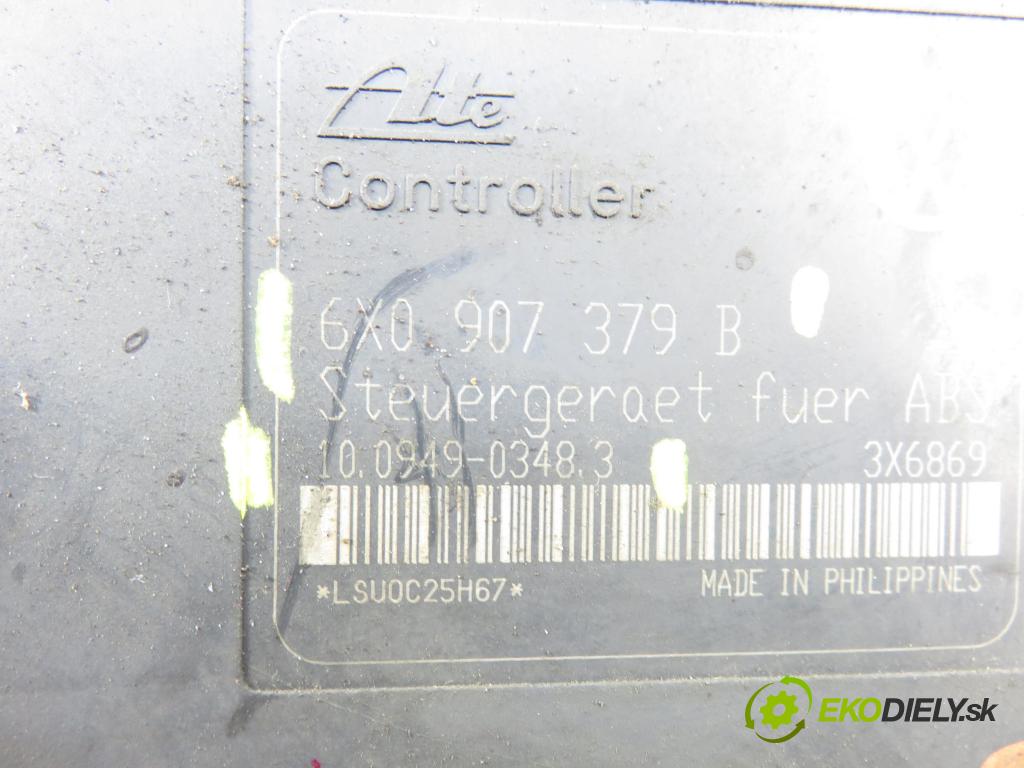 Ate
Controller
6X0 907 379 B
Steuergeraet fuer ABS
10.0949-0348.3 3X6869
*LSU0C25H67*
MADE IN PHILIPPINES
EKODIELY.sk